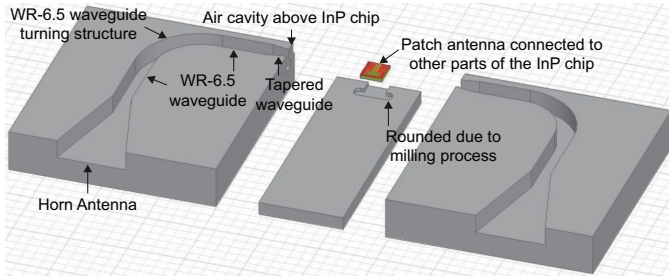 WR-6.5 waveguide
turning structure
Air cavity above InP chip
Patch antenna connected to
other parts of the InP chip
WR-6.5
waveguide
Tapered
waveguide
Rounded due to
milling process
Horn Antenna